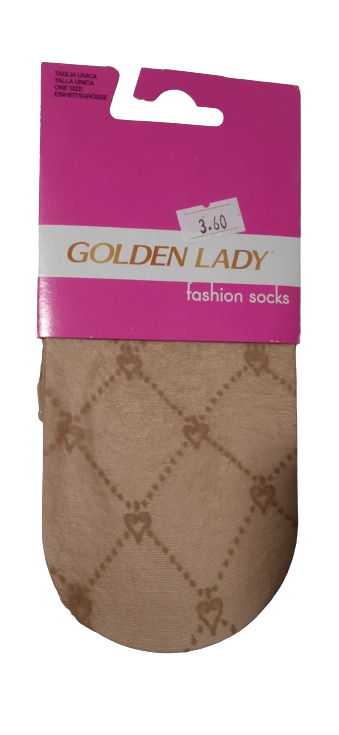 TAGLIA UNICA
TALLA UNICA
ONE SIZE
EINHEITSGRÖSSE
3.60
GOLDEN LADY
fashion socks